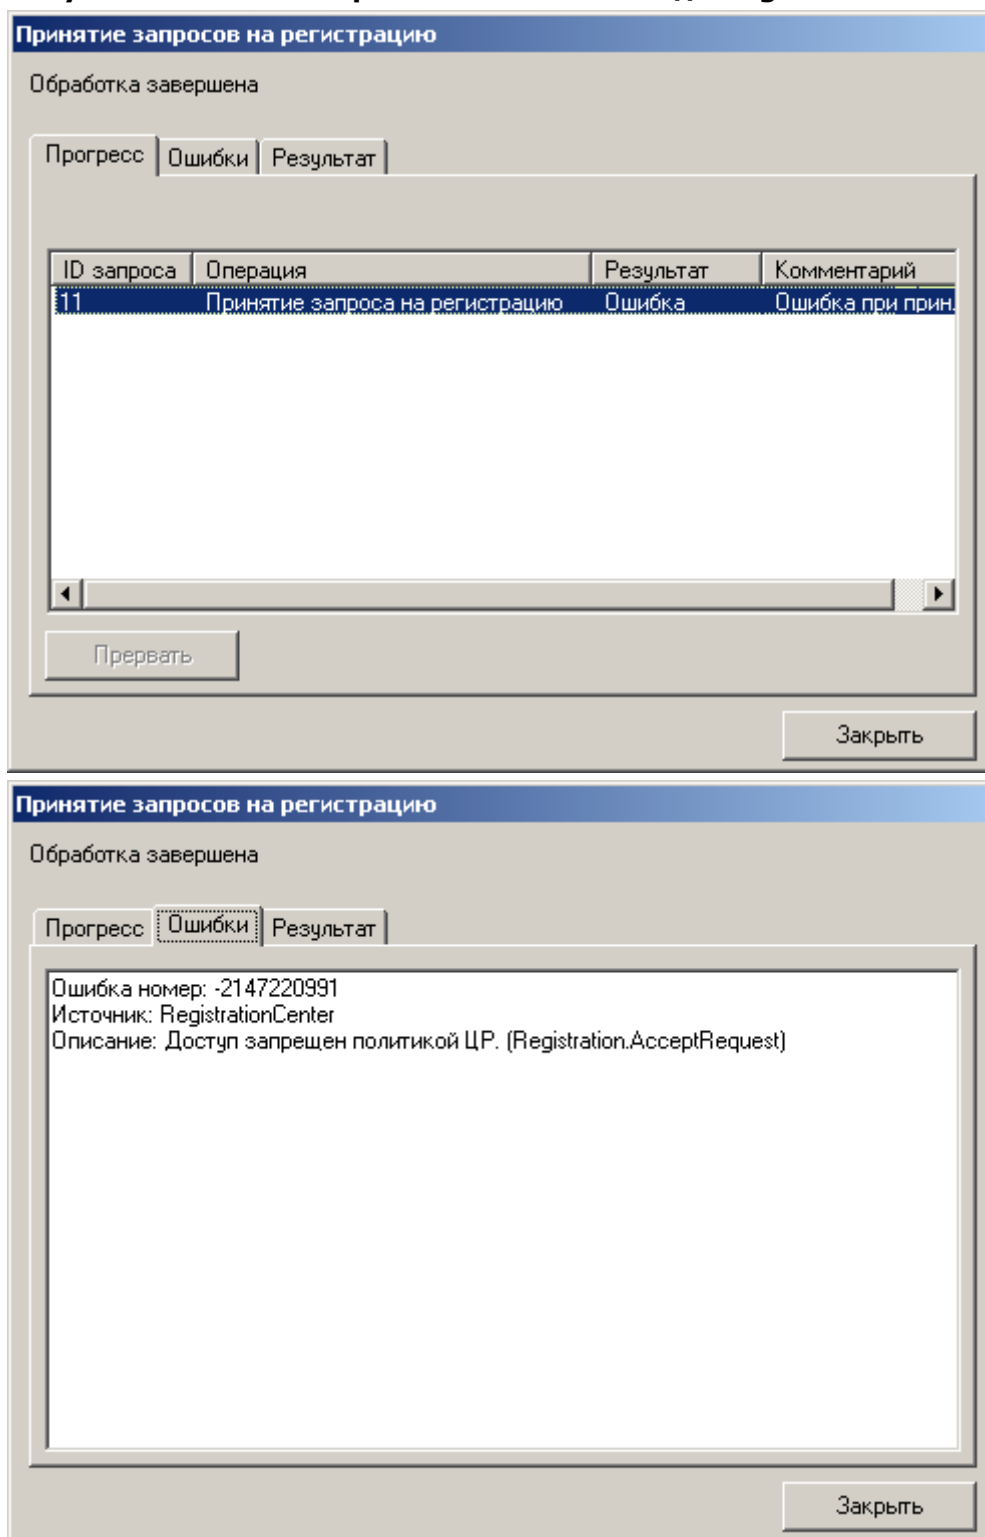 Принятие запросов на регистрацию
Обработка завершена
Прогресс Ошибки Результат
ID запроса Операция Результат Комментарий
11 Принятие запроса на регистрацию Ошибка Ошибка при прин
Прервать
Закрыть
Принятие запросов на регистрацию
Обработка завершена
Прогресс Ошибки Результат
Ошибка номер: -2147220991
Источник: RegistrationCenter
Описание: Доступ запрещен политикой ЦР. (Registration.AcceptRequest)
Закрыть